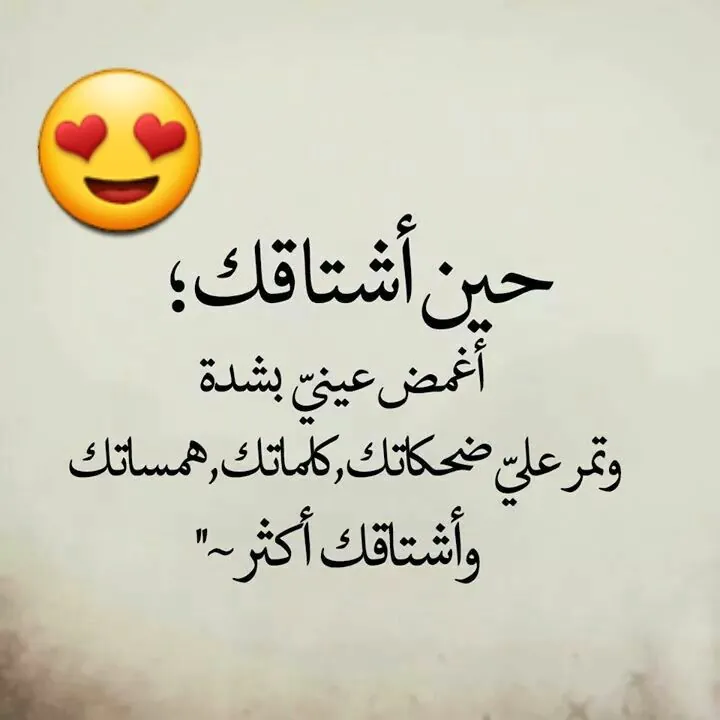 حين أشتاقك؛
أغمض عينيّ بشدة
وتمر عليّ ضحكاتك,كلماتك,همساتك
وأشتاقك أكثر ~"